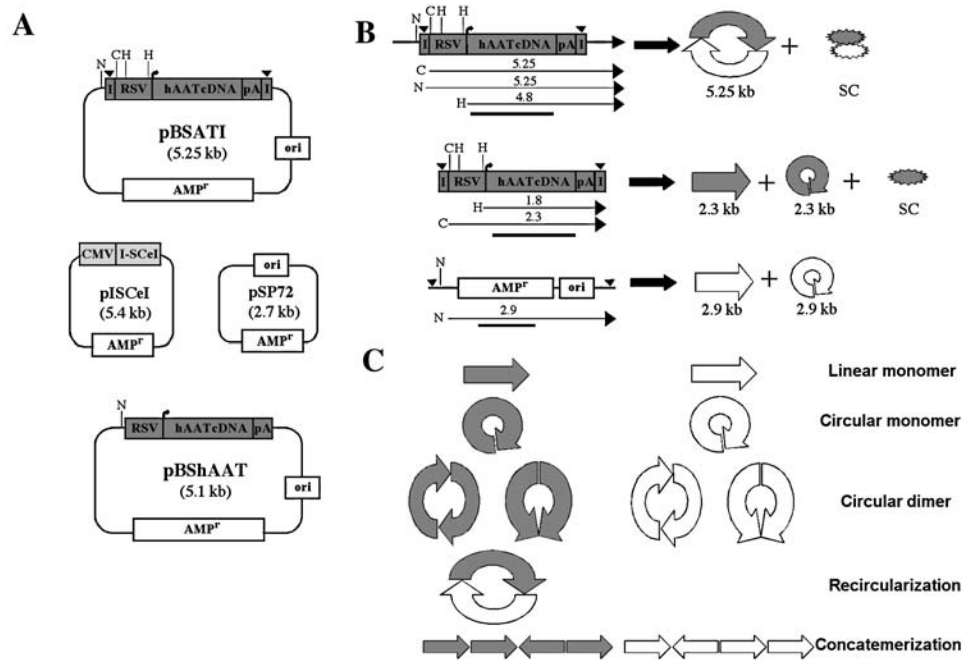 A
N CH H
I RSV hAATcDNA pA I
pBSATI
(5.25 kb)
ori
AMPr
CMV I-SCeI
pISCeI
(5.4 kb)
AMPr
ori
pSP72
(2.7 kb)
AMPr
N
RSV hAATcDNA pA
pBShAAT
(5.1 kb)
ori
AMPr
B
N CH H
I RSV hAATcDNA pA I
C 5.25
N 5.25
H 4.8
+
5.25 kb SC
CH H
I RSV hAATcDNA pA I
H 1.8
C 2.3
+ +
2.3 kb 2.3 kb SC
N
AMPr ori
N 2.9
+
2.9 kb 2.9 kb
C
Linear monomer
Circular monomer
Circular dimer
Recircularization
Concatemerization